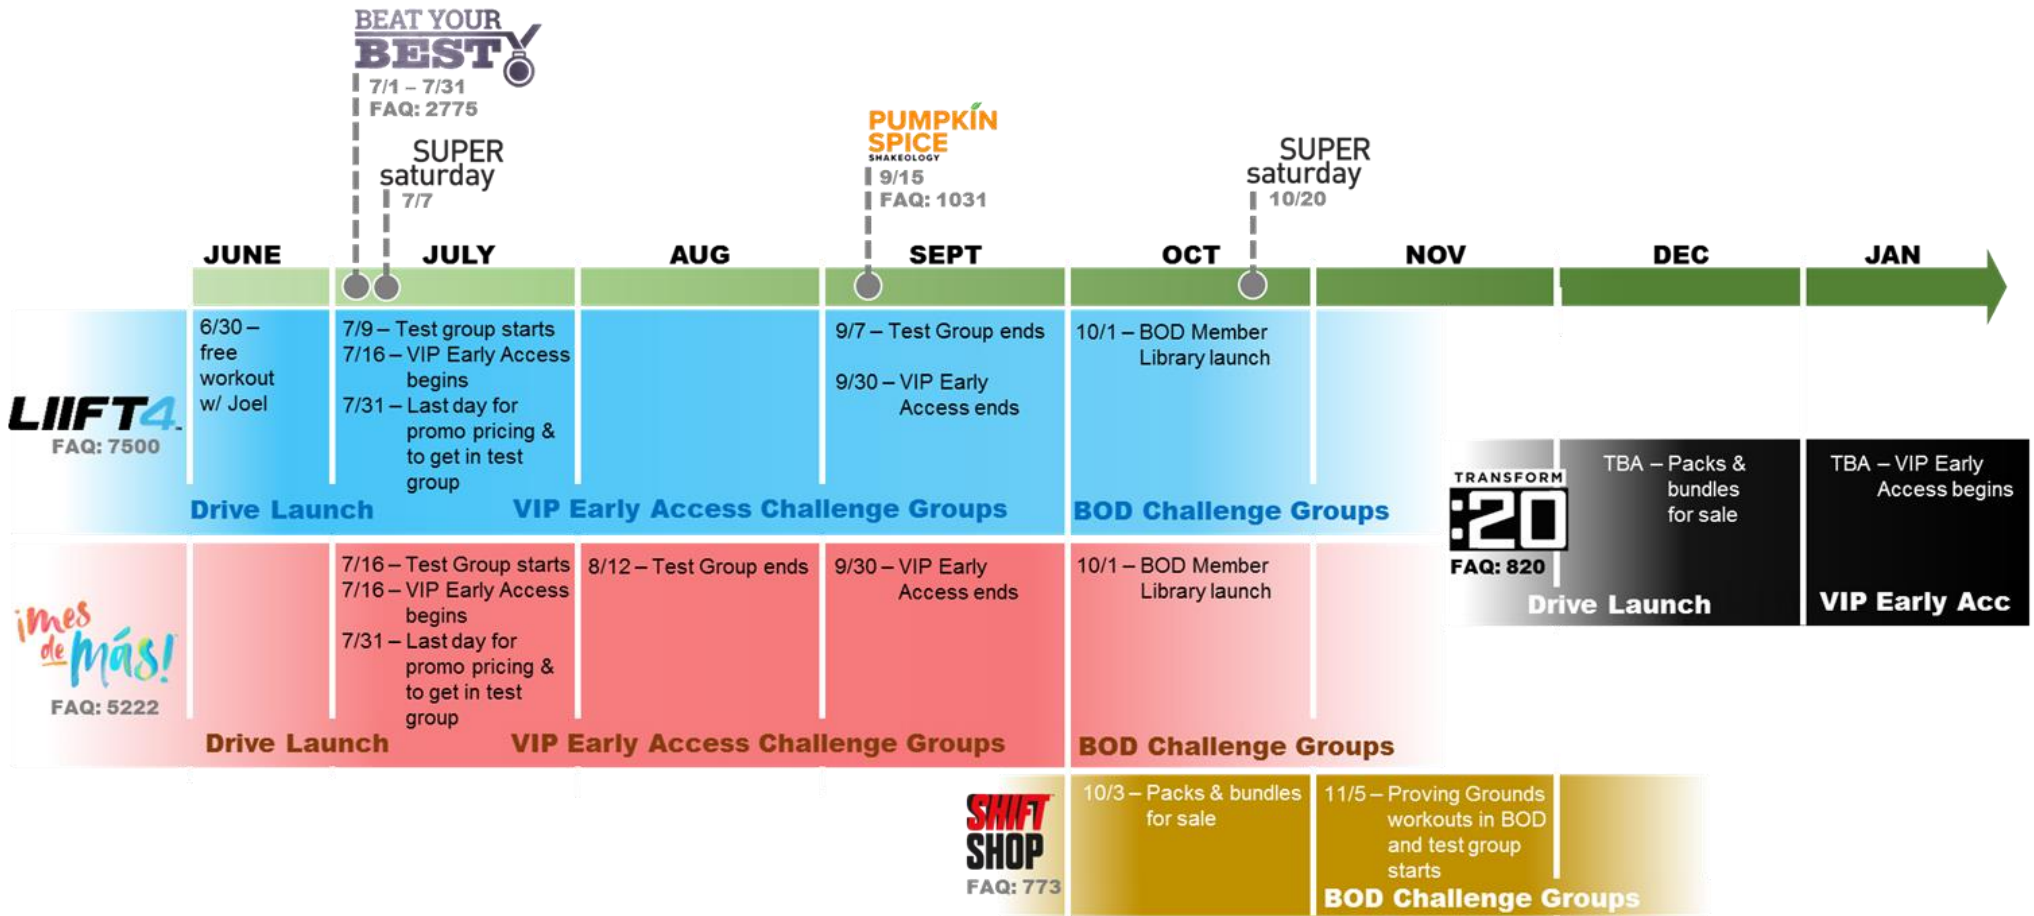 BEAT YOUR
BEST
7/1 – 7/31
FAQ: 2775
SUPER
saturday
7/7
PUMPKIN
SPICE
SHAKEOLOGY
9/15
FAQ: 1031
SUPER
saturday
10/20
JUNE
JULY
AUG
SEPT
OCT
NOV
DEC
JAN
LIIFT4
FAQ: 7500
6/30 –
free
workout
w/ Joel
7/9 – Test group starts
7/16 – VIP Early Access
begins
7/31 – Last day for
promo pricing &
to get in test
group
9/7 – Test Group ends
9/30 – VIP Early
Access ends
10/1 – BOD Member
Library launch
Drive Launch
VIP Early Access Challenge Groups
BOD Challenge Groups
TRANSFORM
:20
FAQ: 820
TBA – Packs &
bundles
for sale
TBA – VIP Early
Access begins
Drive Launch
VIP Early Acc
¡mes
de más!
FAQ: 5222
7/16 – Test Group starts
7/16 – VIP Early Access
begins
7/31 – Last day for
promo pricing &
to get in test
group
8/12 – Test Group ends
9/30 – VIP Early
Access ends
10/1 – BOD Member
Library launch
Drive Launch
VIP Early Access Challenge Groups
BOD Challenge Groups
SHIFT
SHOP
FAQ: 773
10/3 – Packs & bundles
for sale
11/5 – Proving Grounds
workouts in BOD
and test group
starts
BOD Challenge Groups